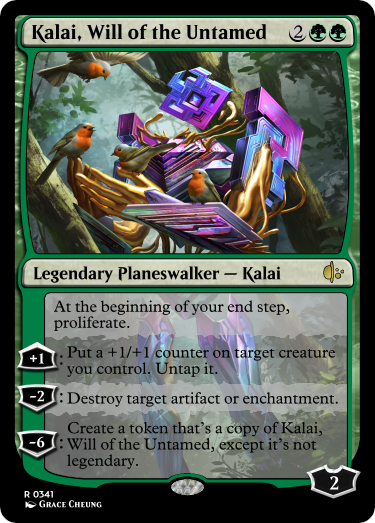 Kalai, Will of the Untamed 2
Legendary Planeswalker — Kalai
At the beginning of your end step,
proliferate.
+1: Put a +1/+1 counter on target creature
you control. Untap it.
-2: Destroy target artifact or enchantment.
-6: Create a token that's a copy of Kalai,
Will of the Untamed, except it's not
legendary.
2
R 0341
Grace Cheung